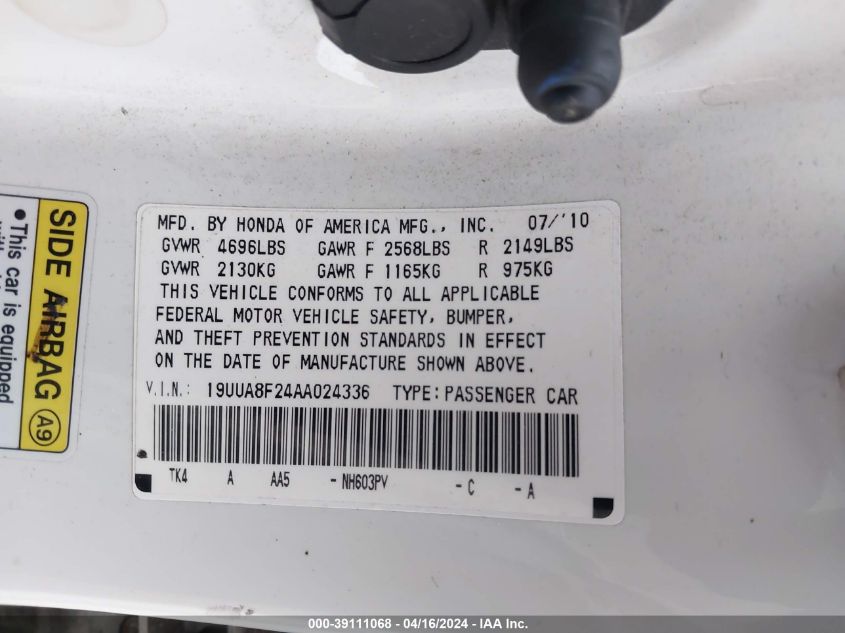 MFD. BY HONDA OF AMERICA MFG., INC. 07/'10
GVWR 4696LBS GAWR F 2568LBS R 2149LBS
GVWR 2130KG GAWR F 1165KG R 975KG
THIS VEHICLE CONFORMS TO ALL APPLICABLE
FEDERAL MOTOR VEHICLE SAFETY, BUMPER,
AND THEFT PREVENTION STANDARDS IN EFFECT
ON THE DATE OF MANUFACTURE SHOWN ABOVE.
V.I.N.: 19UUA8F24AA024336 TYPE: PASSENGER CAR
TK4 A AA5 - NH603PV - C - A
SIDE AIRBAG A9
•This car is equipped
000-39111068 - 04/16/2024 - IAA Inc.